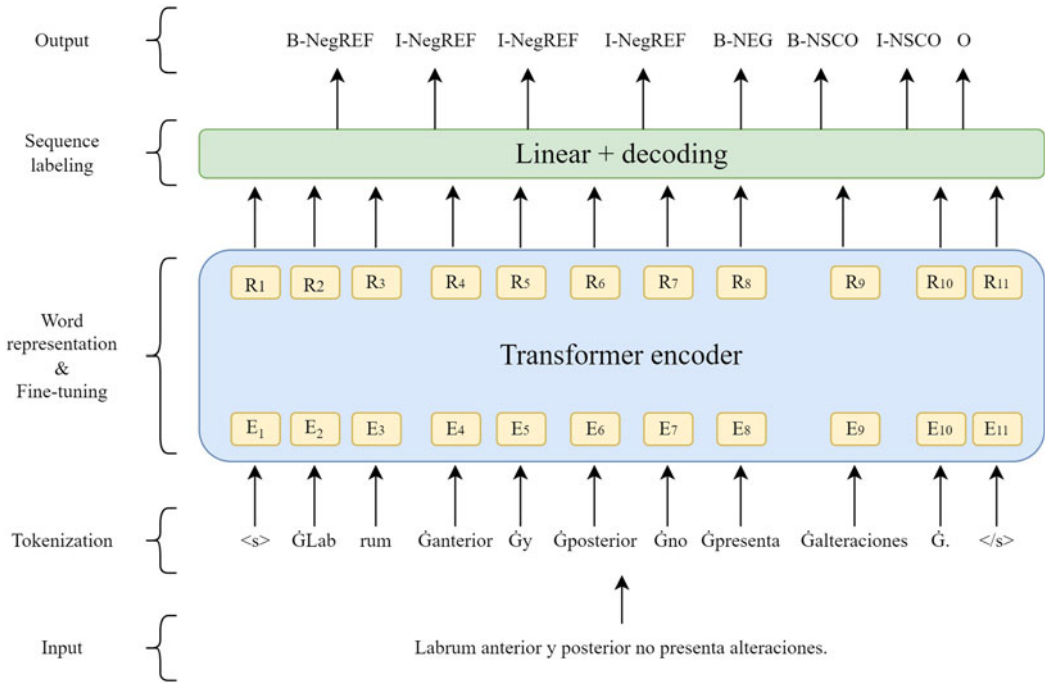 Output
B-NegREF I-NegREF I-NegREF I-NegREF B-NEG B-NSCO I-NSCO O
Sequence
labeling
Linear + decoding
Word
representation
&
Fine-tuning
R1 R2 R3 R4 R5 R6 R7 R8 R9 R10 R11
Transformer encoder
E1 E2 E3 E4 E5 E6 E7 E8 E9 E10 E11
Tokenization
<s> ĠLab rum Ġanterior Ġy Ġposterior Ġno Ġpresenta Ġalteraciones Ġ. </s>
Input
Labrum anterior y posterior no presenta alteraciones.